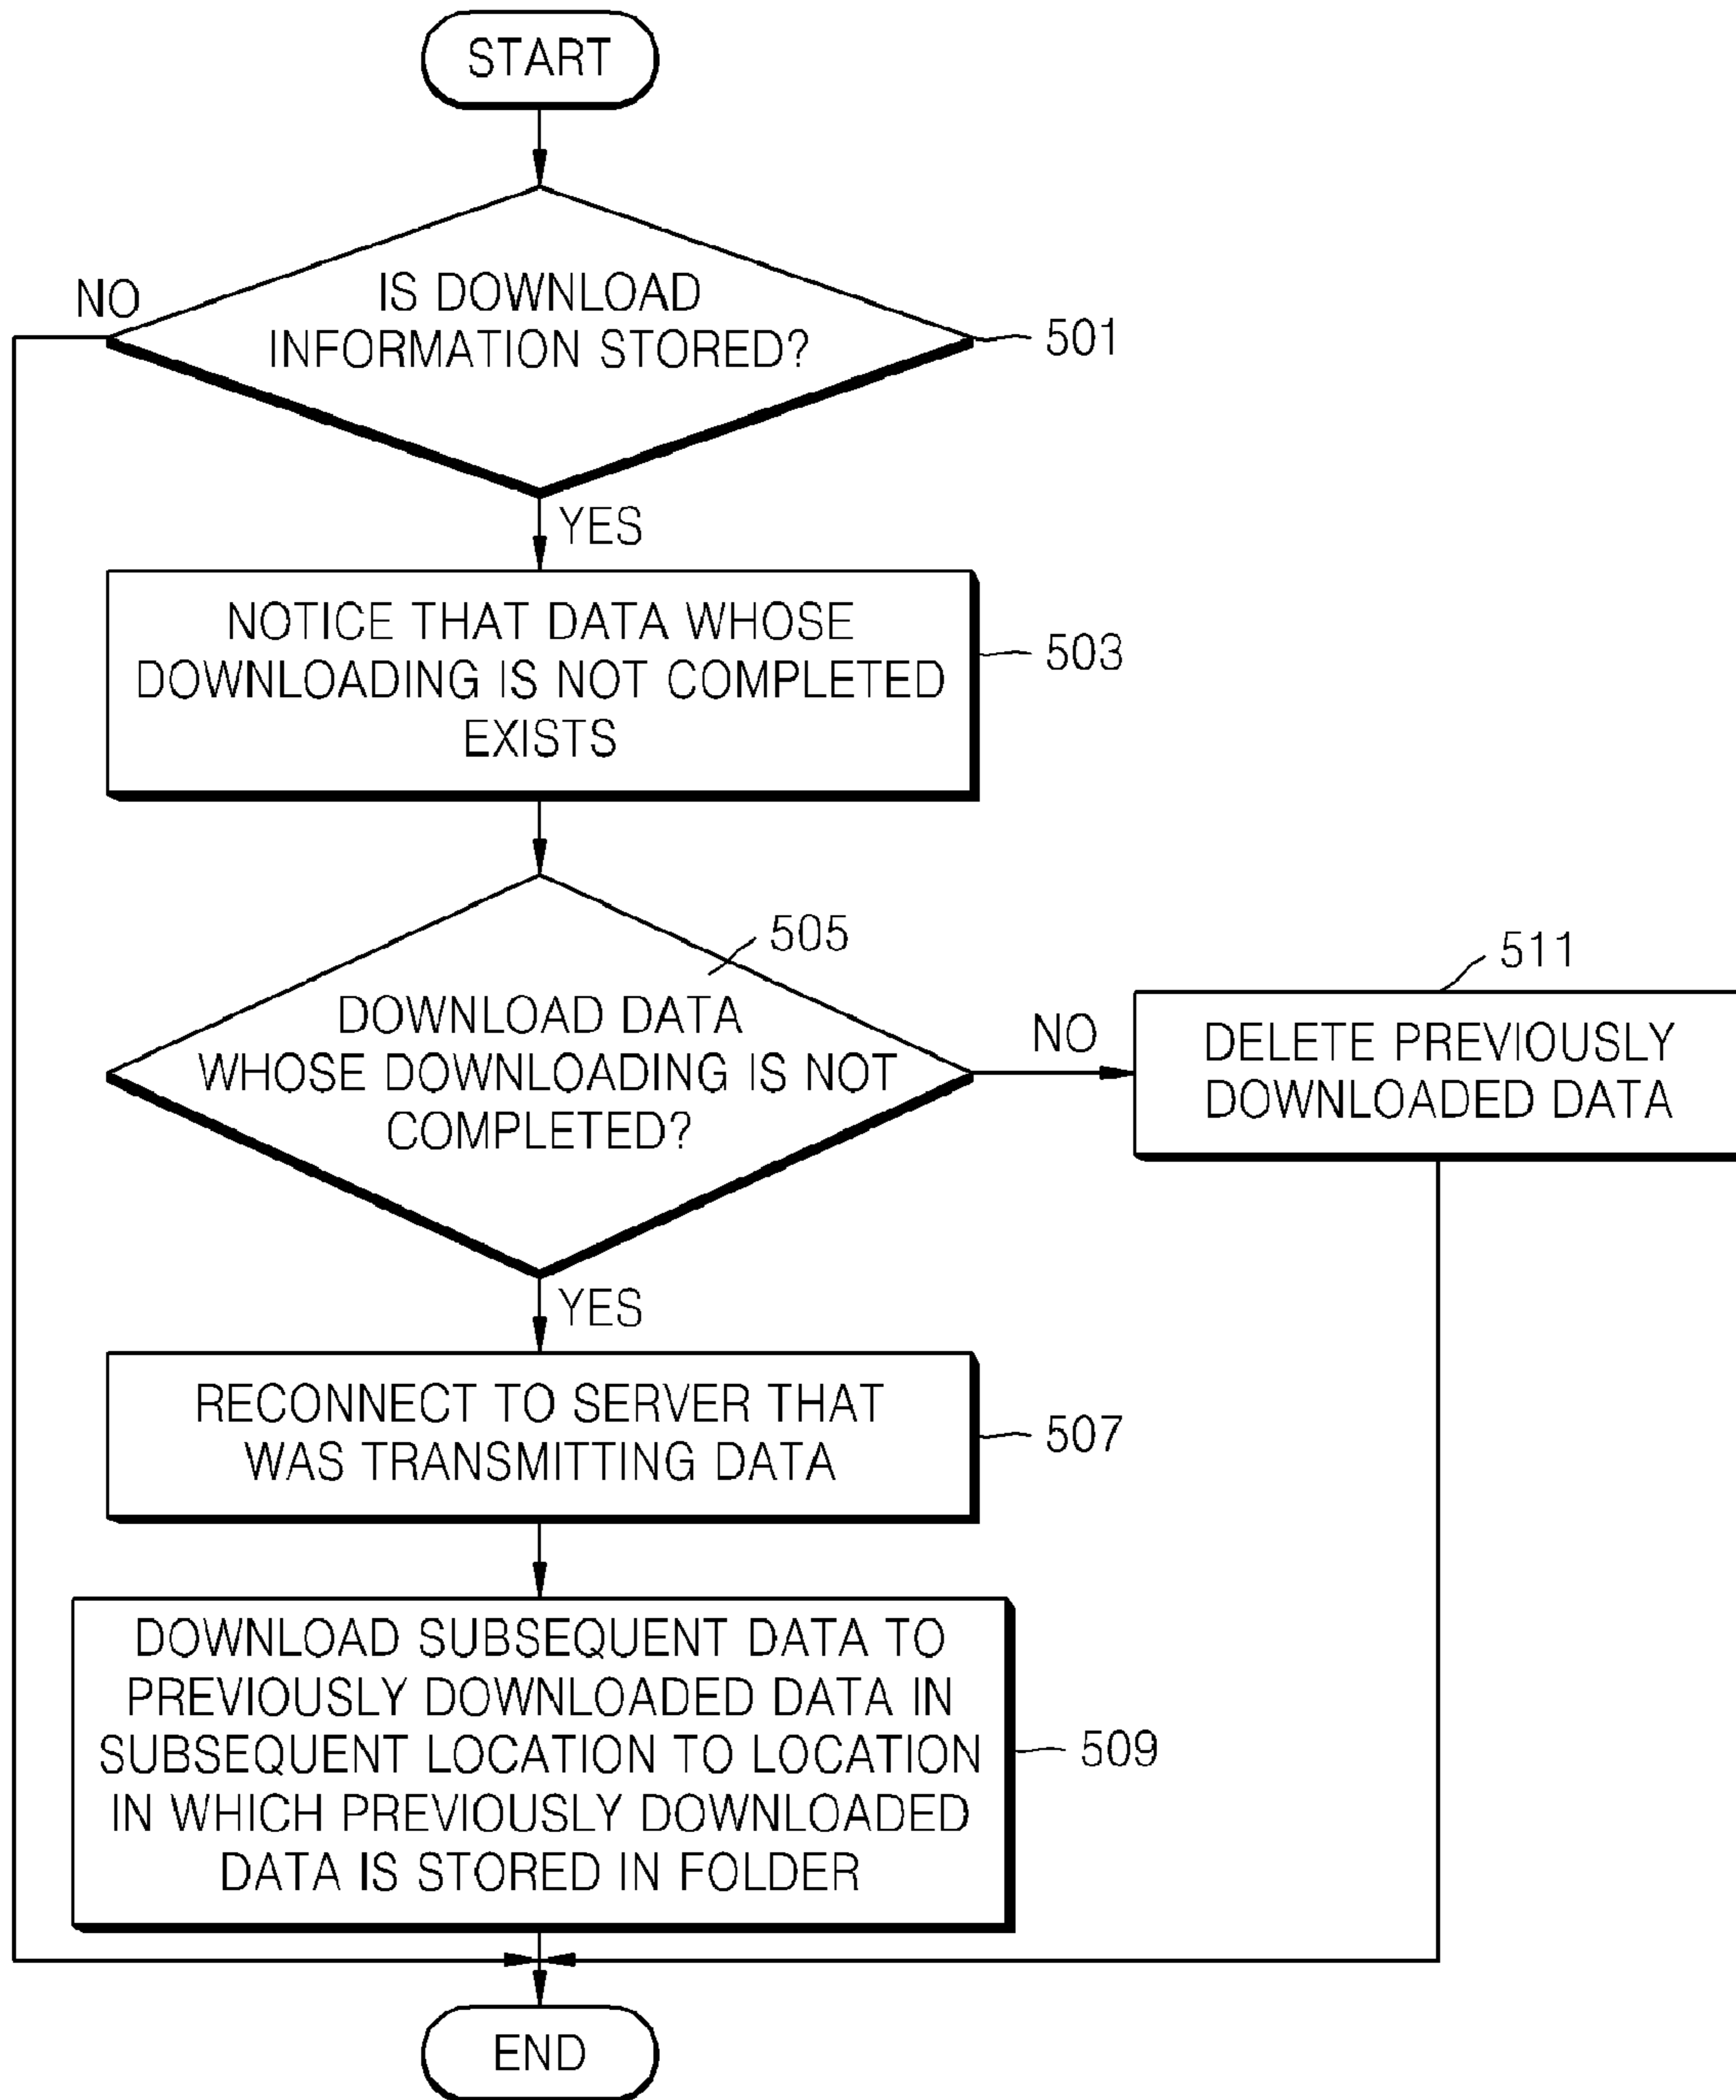 START
IS DOWNLOAD
INFORMATION STORED?
NO
501
YES
NOTICE THAT DATA WHOSE
DOWNLOADING IS NOT COMPLETED
EXISTS
503
505
DOWNLOAD DATA
WHOSE DOWNLOADING IS NOT
COMPLETED?
NO
511
DELETE PREVIOUSLY
DOWNLOADED DATA
YES
RECONNECT TO SERVER THAT
WAS TRANSMITTING DATA
507
DOWNLOAD SUBSEQUENT DATA TO
PREVIOUSLY DOWNLOADED DATA IN
SUBSEQUENT LOCATION TO LOCATION
IN WHICH PREVIOUSLY DOWNLOADED
DATA IS STORED IN FOLDER
509
END